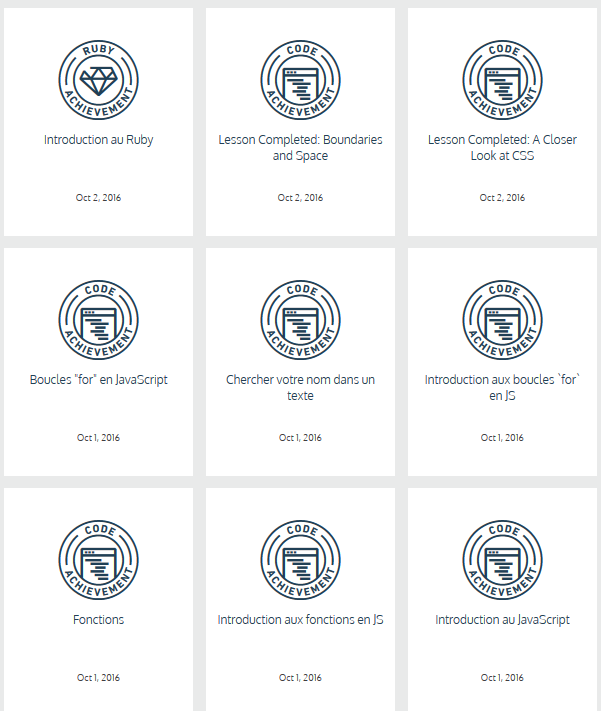 RUBY
ACHIEVEMENT
Introduction au Ruby
Oct 2, 2016
CODE
ACHIEVEMENT
Lesson Completed: Boundaries
and Space
Oct 2, 2016
CODE
ACHIEVEMENT
Lesson Completed: A Closer
Look at CSS
Oct 2, 2016
CODE
ACHIEVEMENT
Boucles "for" en JavaScript
Oct 1, 2016
CODE
ACHIEVEMENT
Chercher votre nom dans un
texte
Oct 1, 2016
CODE
ACHIEVEMENT
Introduction aux boucles `for`
en JS
Oct 1, 2016
CODE
ACHIEVEMENT
Fonctions
Oct 1, 2016
CODE
ACHIEVEMENT
Introduction aux fonctions en JS
Oct 1, 2016
CODE
ACHIEVEMENT
Introduction au JavaScript
Oct 1, 2016